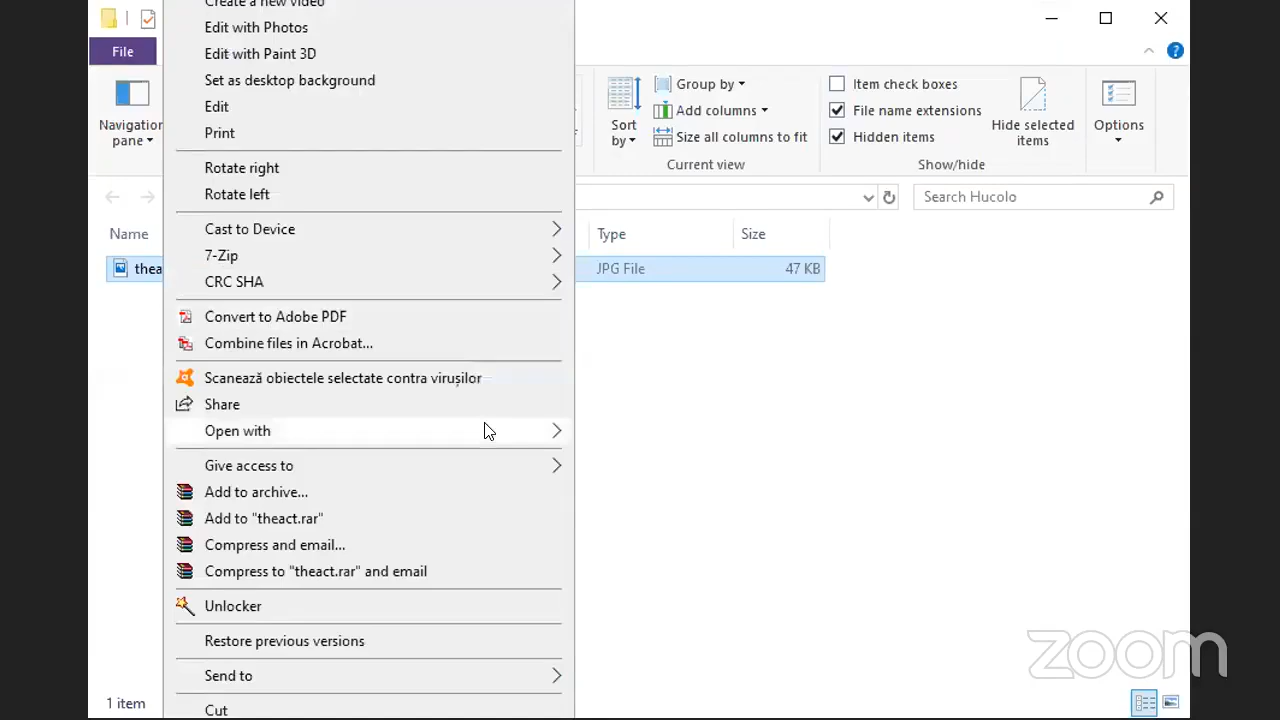 Create a new video
Edit with Photos
Edit with Paint 3D
Set as desktop background
Edit
Print
Rotate right
Rotate left
Cast to Device
7-Zip
CRC SHA
Convert to Adobe PDF
Combine files in Acrobat...
Scanează obiectele selectate contra virușilor
Share
Open with
Give access to
Add to archive...
Add to "theact.rar"
Compress and email...
Compress to "theact.rar" and email
Unlocker
Restore previous versions
Send to
Cut
File
Navigation
pane
Sort
by
Group by
Add columns
Size all columns to fit
Current view
Item check boxes
File name extensions
Hidden items
Hide selected
items
Show/hide
Options
Search Hucolo
Name
Type
Size
thea
JPG File
47 KB
1 item
zoom